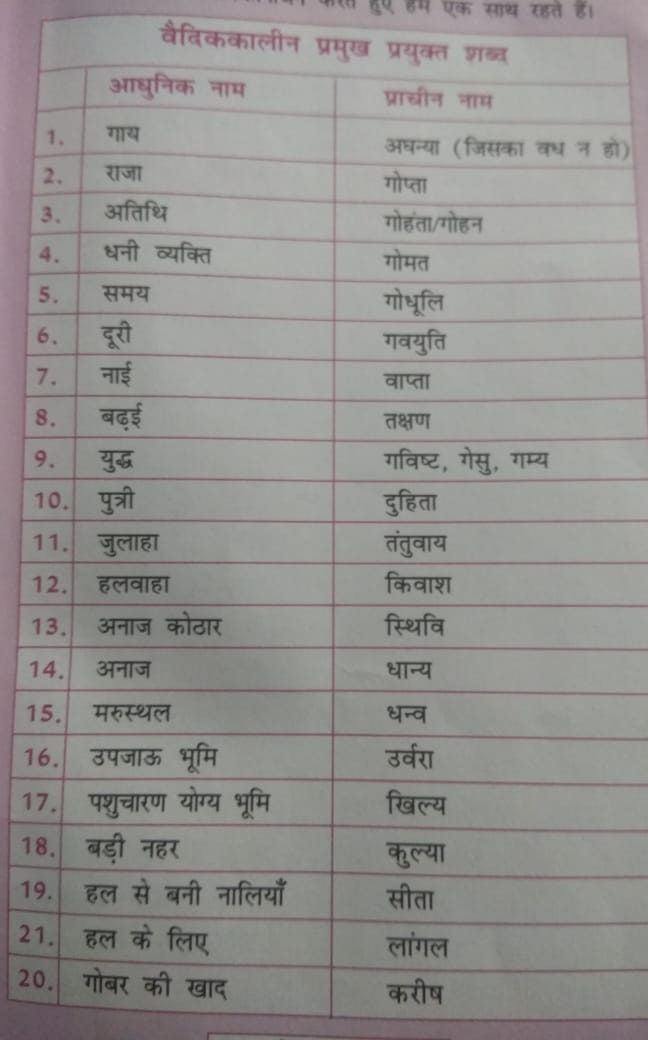 करते हुए हम एक साथ रहते हैं।
वैदिककालीन प्रमुख प्रयुक्त शब्द
आधुनिक नाम प्राचीन नाम
1. गाय अघन्या (जिसका वध न हो)
2. राजा गोप्ता
3. अतिथि गोहंता/गोहन
4. धनी व्यक्ति गोमत
5. समय गोधूलि
6. दूरी गवयुति
7. नाई वाप्ता
8. बढ़ई तक्षण
9. युद्ध गविष्ट, गेसु, गम्य
10. पुत्री दुहिता
11. जुलाहा तंतुवाय
12. हलवाहा किवाश
13. अनाज कोठार स्थिवि
14. अनाज धान्य
15. मरुस्थल धन्व
16. उपजाऊ भूमि उर्वरा
17. पशुचारण योग्य भूमि खिल्य
18. बड़ी नहर कुल्या
19. हल से बनी नालियाँ सीता
21. हल के लिए लांगल
20. गोबर की खाद करीष